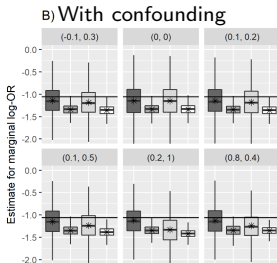 B) With confounding
(-0.1, 0.3) (0, 0) (0.1, 0.2)
0.0
-0.5
-1.0
-1.5
-2.0
(0.1, 0.5) (0.2, 1) (0.8, 0.4)
0.0
-0.5
-1.0
-1.5
-2.0
Estimate for marginal log-OR